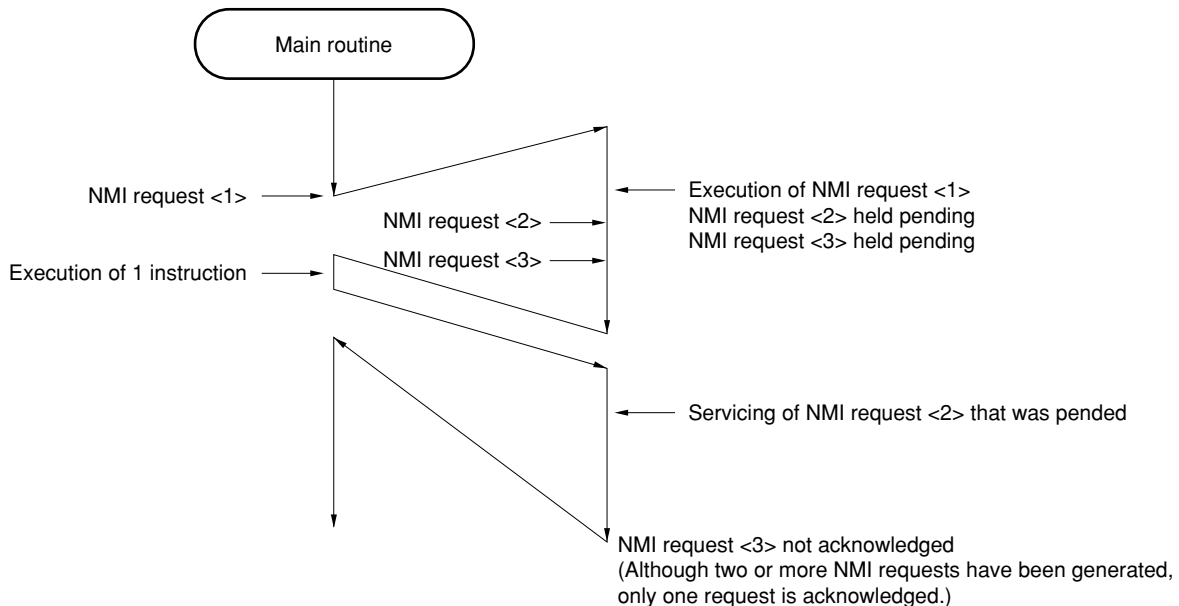 Main routine
NMI request <1>
Execution of NMI request <1>
NMI request <2> held pending
NMI request <3> held pending
NMI request <2>
NMI request <3>
Execution of 1 instruction
Servicing of NMI request <2> that was pended
NMI request <3> not acknowledged
(Although two or more NMI requests have been generated,
only one request is acknowledged.)